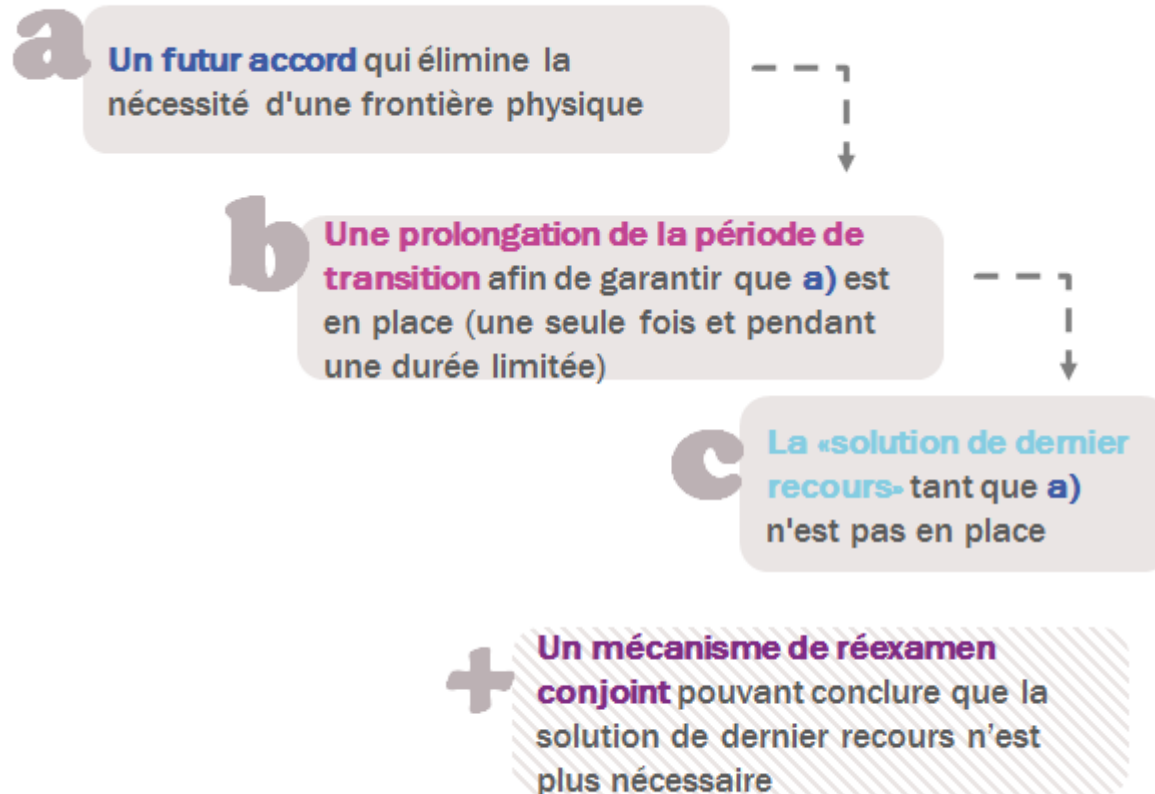 a
Un futur accord qui élimine la
nécessité d'une frontière physique
b
Une prolongation de la période de
transition afin de garantir que a) est
en place (une seule fois et pendant
une durée limitée)
c
La «solution de dernier
recours» tant que a)
n'est pas en place
+
Un mécanisme de réexamen
conjoint pouvant conclure que la
solution de dernier recours n’est
plus nécessaire